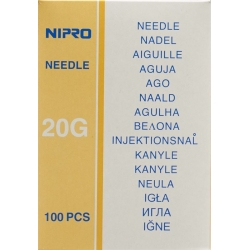 NIPRO
NEEDLE
20G
100 PCS
NEEDLE
NADEL
AIGUILLE
AGUJA
AGO
NAALD
AGULHA
ΒΕΛΟΝΑ
INJEKTIONSNAL
KANYLE
KANYLE
NEULA
IGŁA
ИГЛА
IĞNE